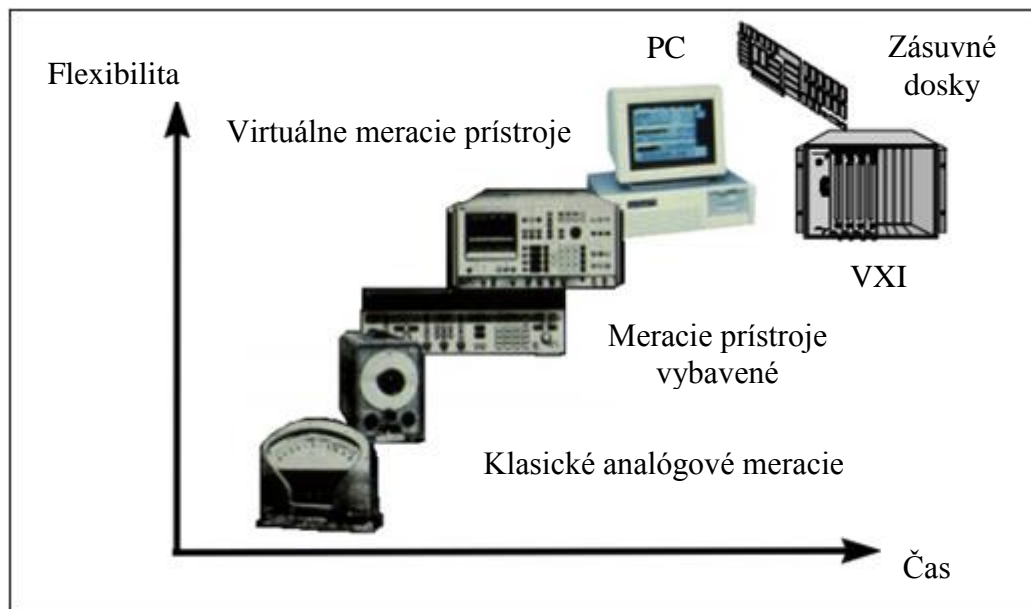 PC
Zásuvné
dosky
Flexibilita
Virtuálne meracie prístroje
VXI
Meracie prístroje
vybavené
Klasické analógové meracie
Čas